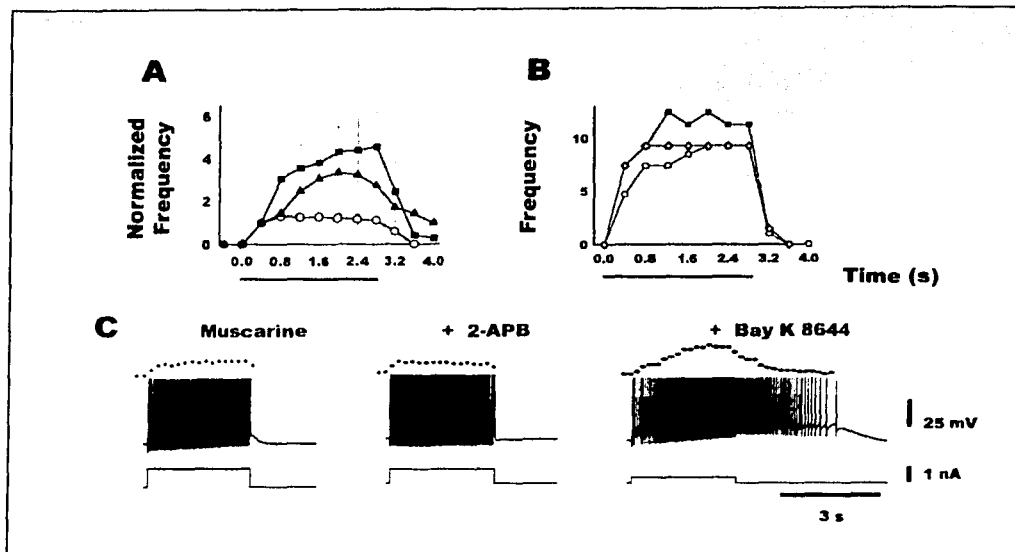 A
B
Normalized
Frequency
6
4
2
0
0.0 0.8 1.6 2.4 3.2 4.0
Frequency
10
5
0
0.0 0.8 1.6 2.4 3.2 4.0
Time (s)
C
Muscarine
+ 2-APB
+ Bay K 8644
25 mV
1 nA
3 s